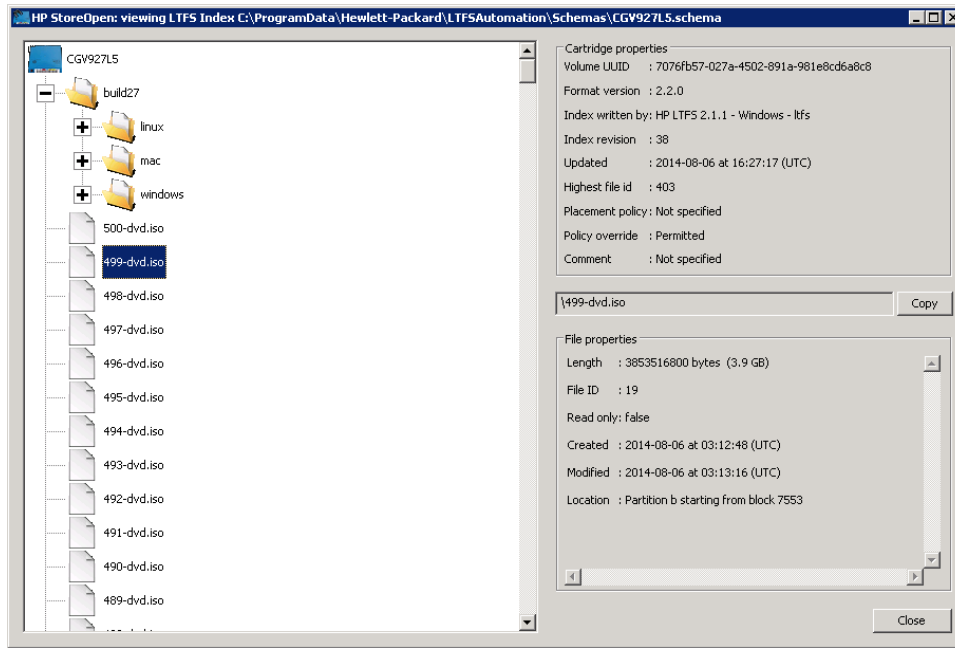 HP StoreOpen: viewing LTFS Index C:\ProgramData\Hewlett-Packard\LTFSAutomation\Schemas\CGV927L5.schema
CGV927L5
build27
linux
mac
windows
500-dvd.iso
499-dvd.iso
498-dvd.iso
497-dvd.iso
496-dvd.iso
495-dvd.iso
494-dvd.iso
493-dvd.iso
492-dvd.iso
491-dvd.iso
490-dvd.iso
489-dvd.iso
Cartridge properties
Volume UUID : 7076fb57-027a-4502-891a-981e8cd6a8c8
Format version : 2.2.0
Index written by: HP LTFS 2.1.1 - Windows - ltfs
Index revision : 38
Updated : 2014-08-06 at 16:27:17 (UTC)
Highest file id : 403
Placement policy: Not specified
Policy override : Permitted
Comment : Not specified
\499-dvd.iso
Copy
File properties
Length : 3853516800 bytes (3.9 GB)
File ID : 19
Read only: false
Created : 2014-08-06 at 03:12:48 (UTC)
Modified : 2014-08-06 at 03:13:16 (UTC)
Location : Partition b starting from block 7553
Close